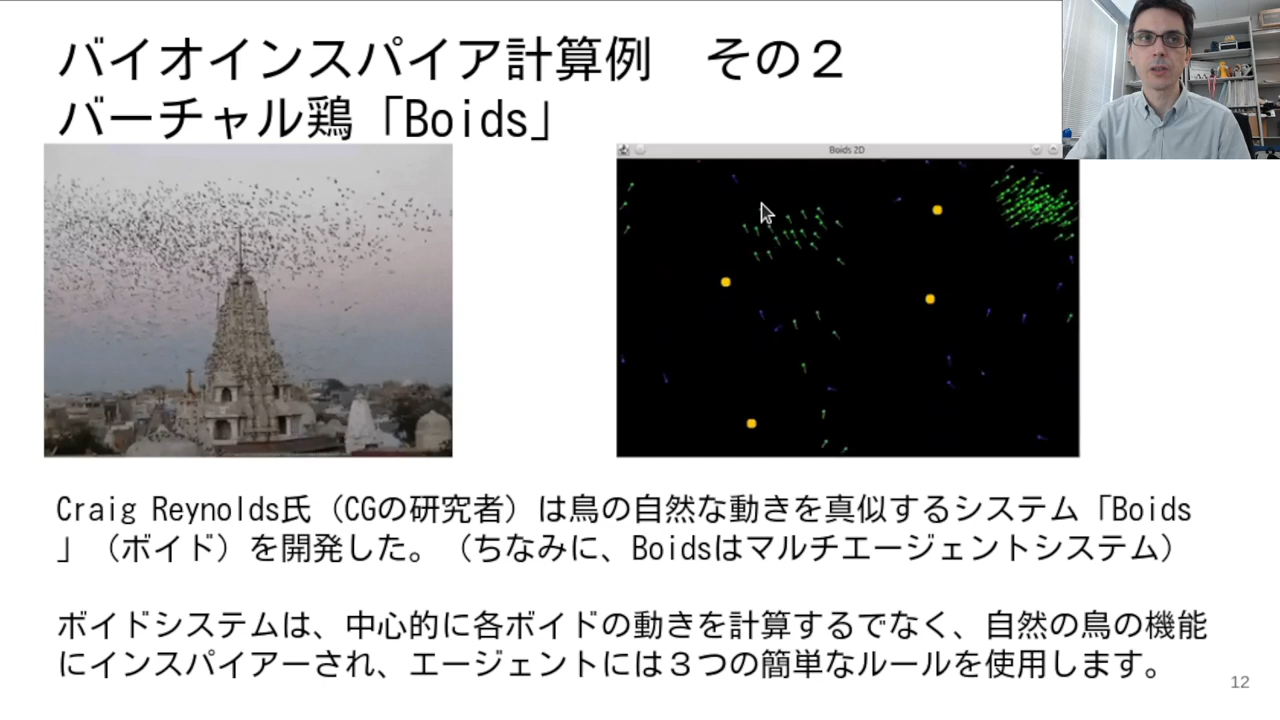 バイオインスパイア計算例　その２
バーチャル鶏「Boids」
Boids 2D
Craig Reynolds氏（CGの研究者）は鳥の自然な動きを真似するシステム「Boids
」（ボイド）を開発した。（ちなみに、Boidsはマルチエージェントシステム）
ボイドシステムは、中心的に各ボイドの動きを計算するでなく、自然の鳥の機能
にインスパイアーされ、エージェントには３つの簡単なルールを使用します。
12